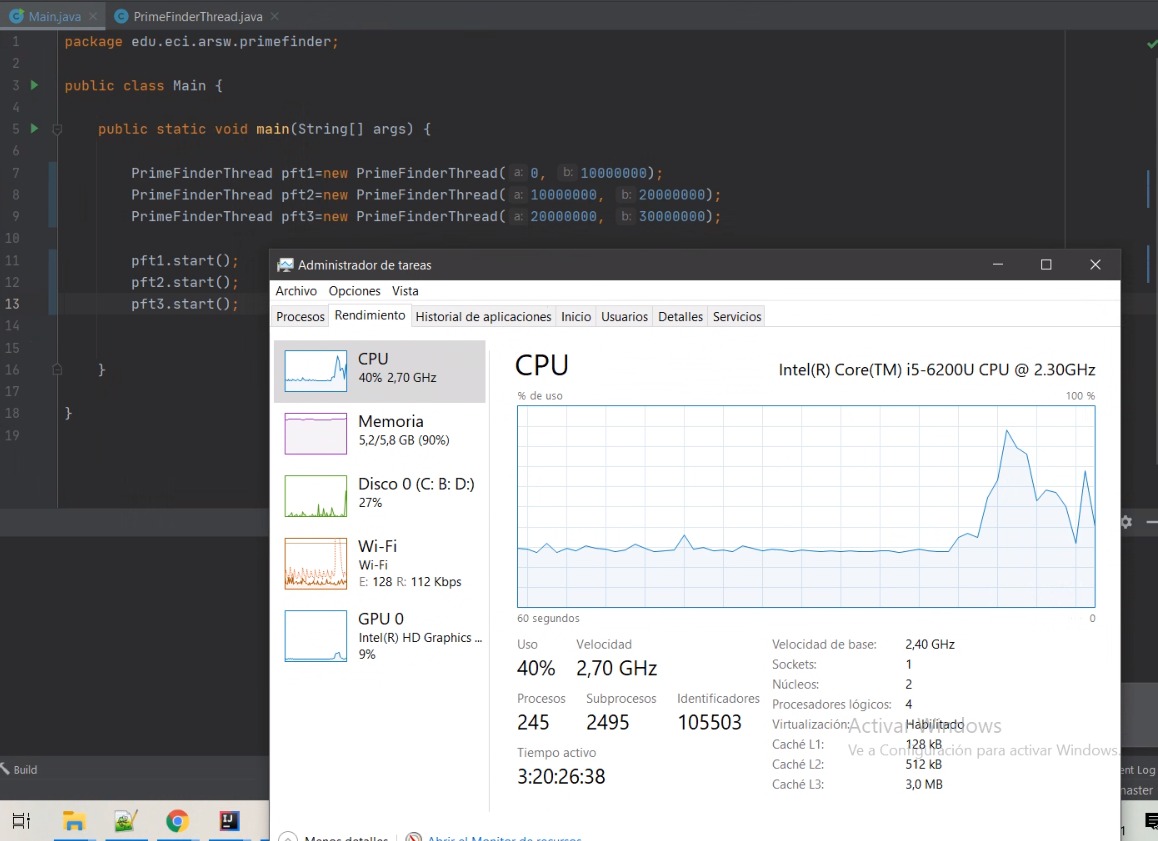 Main.java
PrimeFinderThread.java
1 package edu.eci.arsw.primefinder;
2
3 public class Main {
4
5 public static void main(String[] args) {
6
7 PrimeFinderThread pft1=new PrimeFinderThread( a: 0, b: 10000000);
8 PrimeFinderThread pft2=new PrimeFinderThread( a: 10000000, b: 20000000);
9 PrimeFinderThread pft3=new PrimeFinderThread( a: 20000000, b: 30000000);
10
11 pft1.start();
12 pft2.start();
13 pft3.start();
14
15
16 }
17
18 }
19
Administrador de tareas
Archivo Opciones Vista
Procesos Rendimiento Historial de aplicaciones Inicio Usuarios Detalles Servicios
CPU
40% 2,70 GHz
Memoria
5,2/5,8 GB (90%)
Disco 0 (C: B: D:)
27%
Wi-Fi
Wi-Fi
E: 128 R: 112 Kbps
GPU 0
Intel(R) HD Graphics ...
9%
CPU
Intel(R) Core(TM) i5-6200U CPU @ 2.30GHz
% de uso 100 %
60 segundos 0
Uso Velocidad
40% 2,70 GHz
Procesos Subprocesos Identificadores
245 2495 105503
Tiempo activo
3:20:26:38
Velocidad de base: 2,40 GHz
Sockets: 1
Núcleos: 2
Procesadores lógicos: 4
Virtualización: Habilitado
Caché L1: 128 kB
Caché L2: 512 kB
Caché L3: 3,0 MB
Activar Windows
Ve a Configuración para activar Windows.
Menos detalles
Abrir el Monitor de recursos
Build
ent Log
master
IJ
1